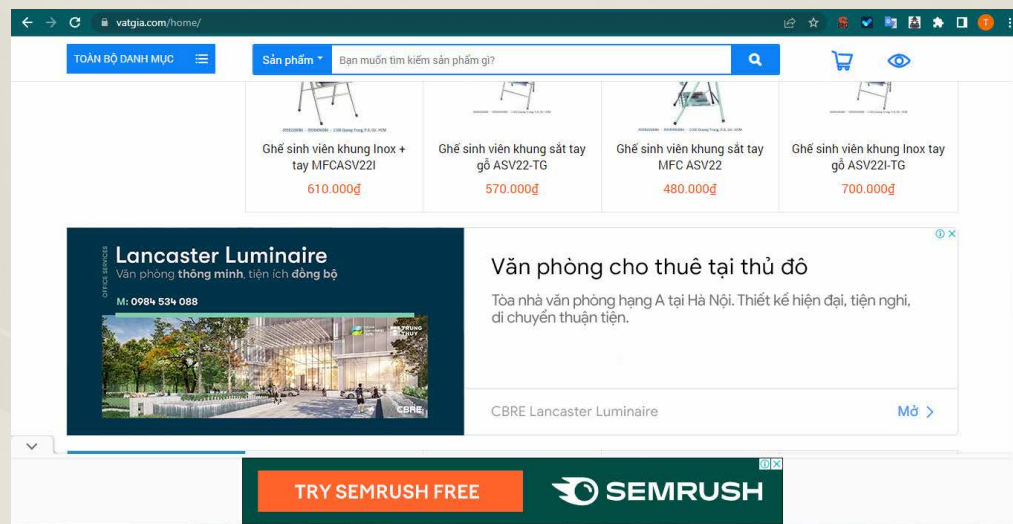 vatgia.com/home/
TOÀN BỘ DANH MỤC
Sản phẩm
Bạn muốn tìm kiếm sản phẩm gì?
Ghế sinh viên khung Inox +
tay MFCASV22I
610.000₫
Ghế sinh viên khung sắt tay
gỗ ASV22-TG
570.000₫
Ghế sinh viên khung sắt tay
MFC ASV22
480.000₫
Ghế sinh viên khung Inox tay
gỗ ASV22I-TG
700.000₫
OFFICE SERVICES
Lancaster Luminaire
Văn phòng thông minh, tiện ích đồng bộ
M: 0984 534 088
TRUNG
THUY
CBRE
Văn phòng cho thuê tại thủ đô
Tòa nhà văn phòng hạng A tại Hà Nội. Thiết kế hiện đại, tiện nghi,
di chuyển thuận tiện.
CBRE Lancaster Luminaire
Mở
TRY SEMRUSH FREE
SEMRUSH